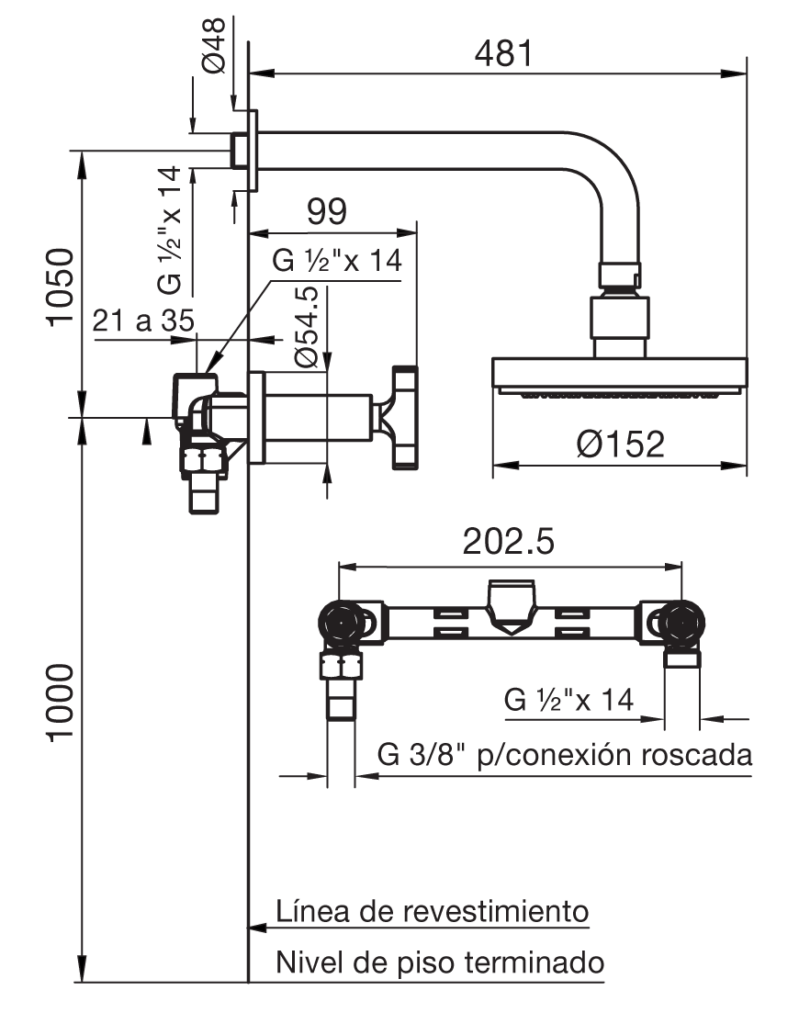 Ø48
481
G ½"x 14
99
G ½"x 14
1050
21 a 35
Ø54.5
Ø152
202.5
1000
G ½"x 14
G 3/8" p/conexión roscada
Línea de revestimiento
Nivel de piso terminado